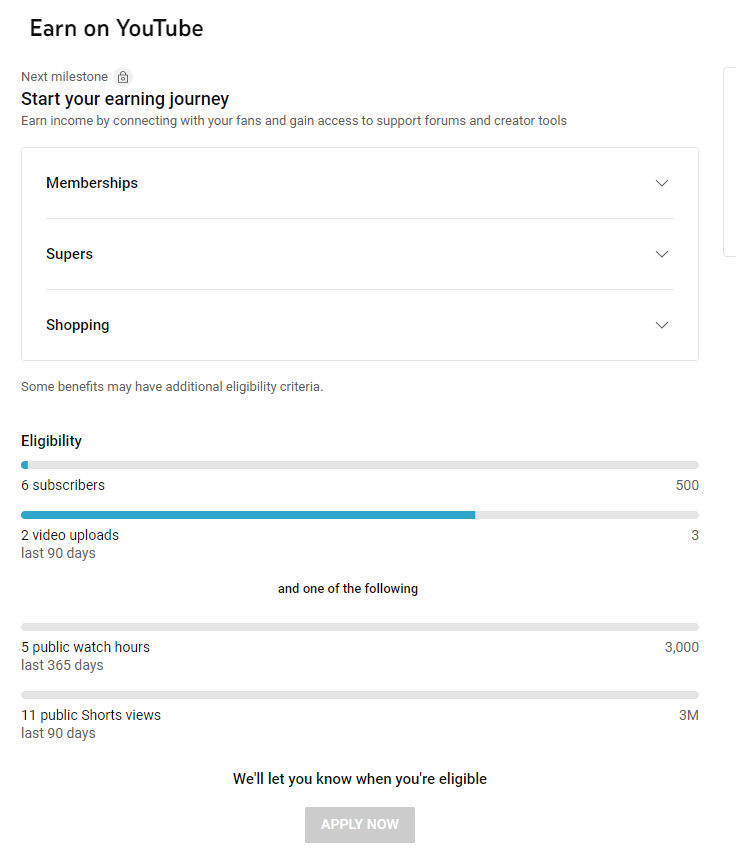 Earn on YouTube
Next milestone
Start your earning journey
Earn income by connecting with your fans and gain access to support forums and creator tools
Memberships
Supers
Shopping
Some benefits may have additional eligibility criteria.
Eligibility
6 subscribers 500
2 video uploads 3
last 90 days
and one of the following
5 public watch hours 3,000
last 365 days
11 public Shorts views 3M
last 90 days
We'll let you know when you're eligible
APPLY NOW